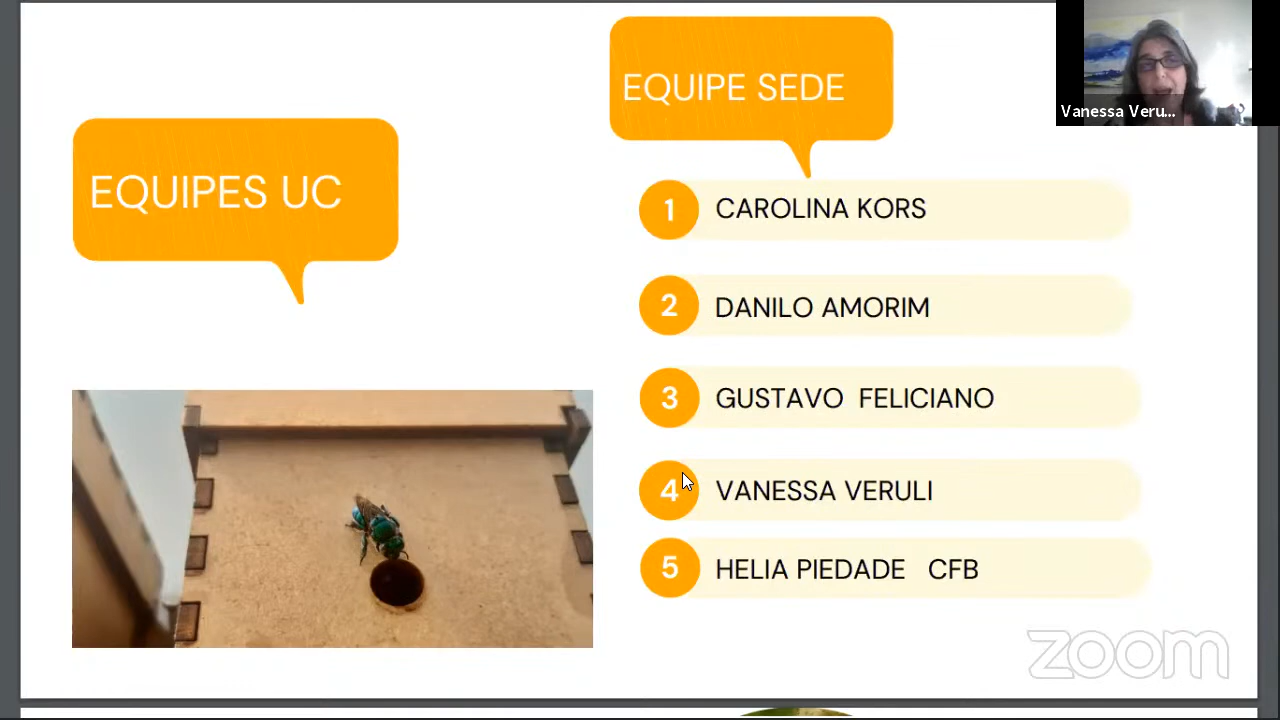 EQUIPE SEDE
Vanessa Veru...
EQUIPES UC
1 CAROLINA KORS
2 DANILO AMORIM
3 GUSTAVO FELICIANO
4 VANESSA VERULI
5 HELIA PIEDADE CFB
zoom